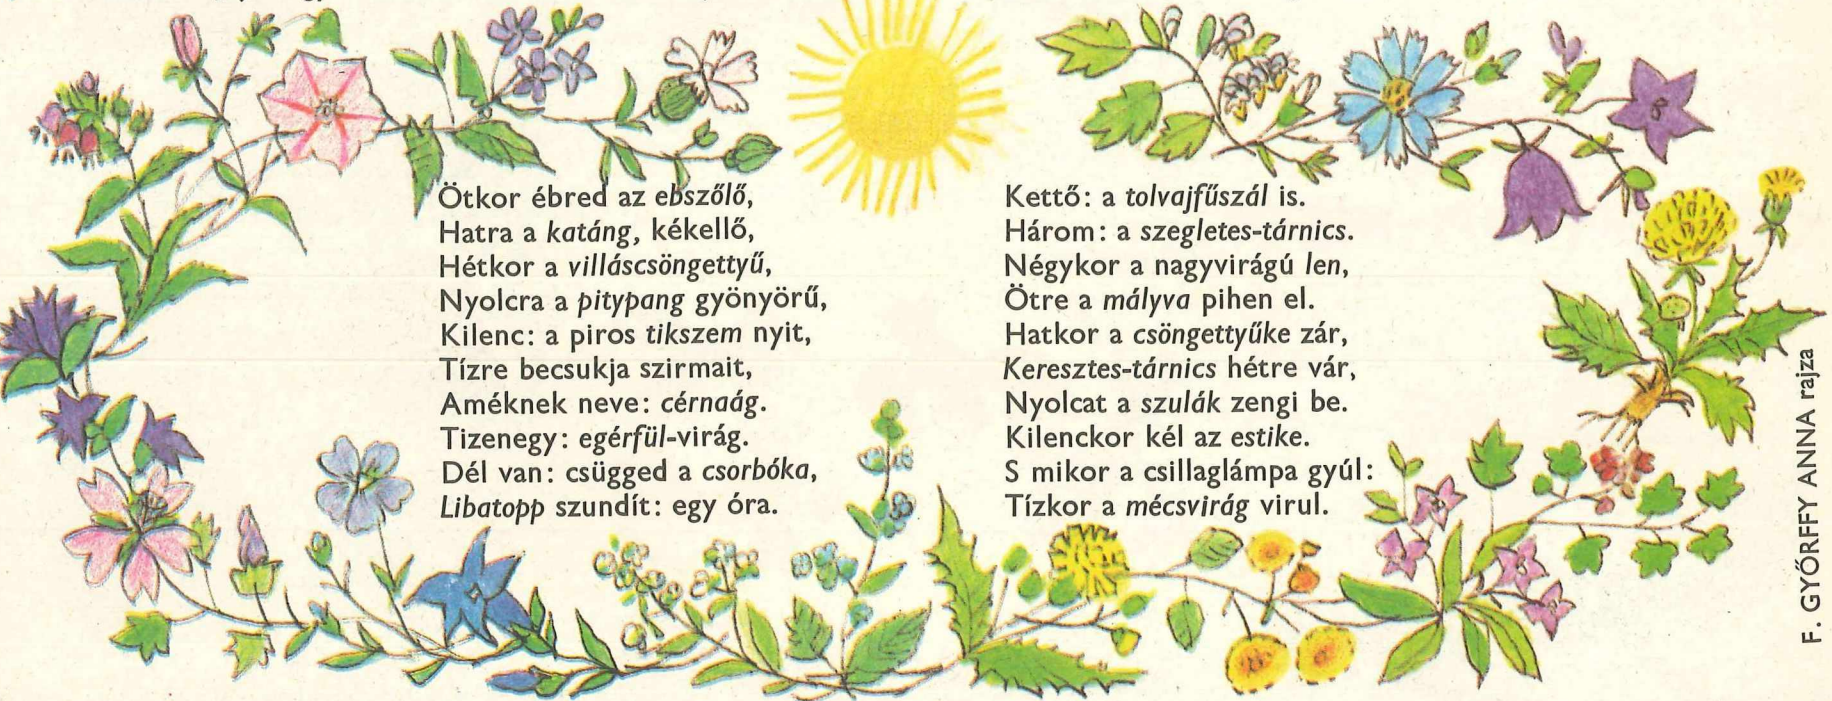 Ötkor ébred az ebszőlő,
Hatra a katáng, kékellő,
Hétkor a villáscsöngettyű,
Nyolcra a pitypang gyönyörű,
Kilenc: a piros tikszem nyit,
Tízre becsukja szirmait,
Améknek neve: cérnaág.
Tizenegy: egérfül-virág.
Dél van: csügged a csorbóka,
Libatopp szundít: egy óra.
Kettő: a tolvajfűszál is.
Három: a szegletes-tárnics.
Négykor a nagyvirágú len,
Ötre a mályva pihen el.
Hatkor a csöngettyűke zár,
Keresztes-tárnics hétre vár,
Nyolcat a szulák zengi be.
Kilenckor kél az estike.
S mikor a csillaglámpa gyúl:
Tízkor a mécsvirág virul.
F. GYŐRFFY ANNA rajza